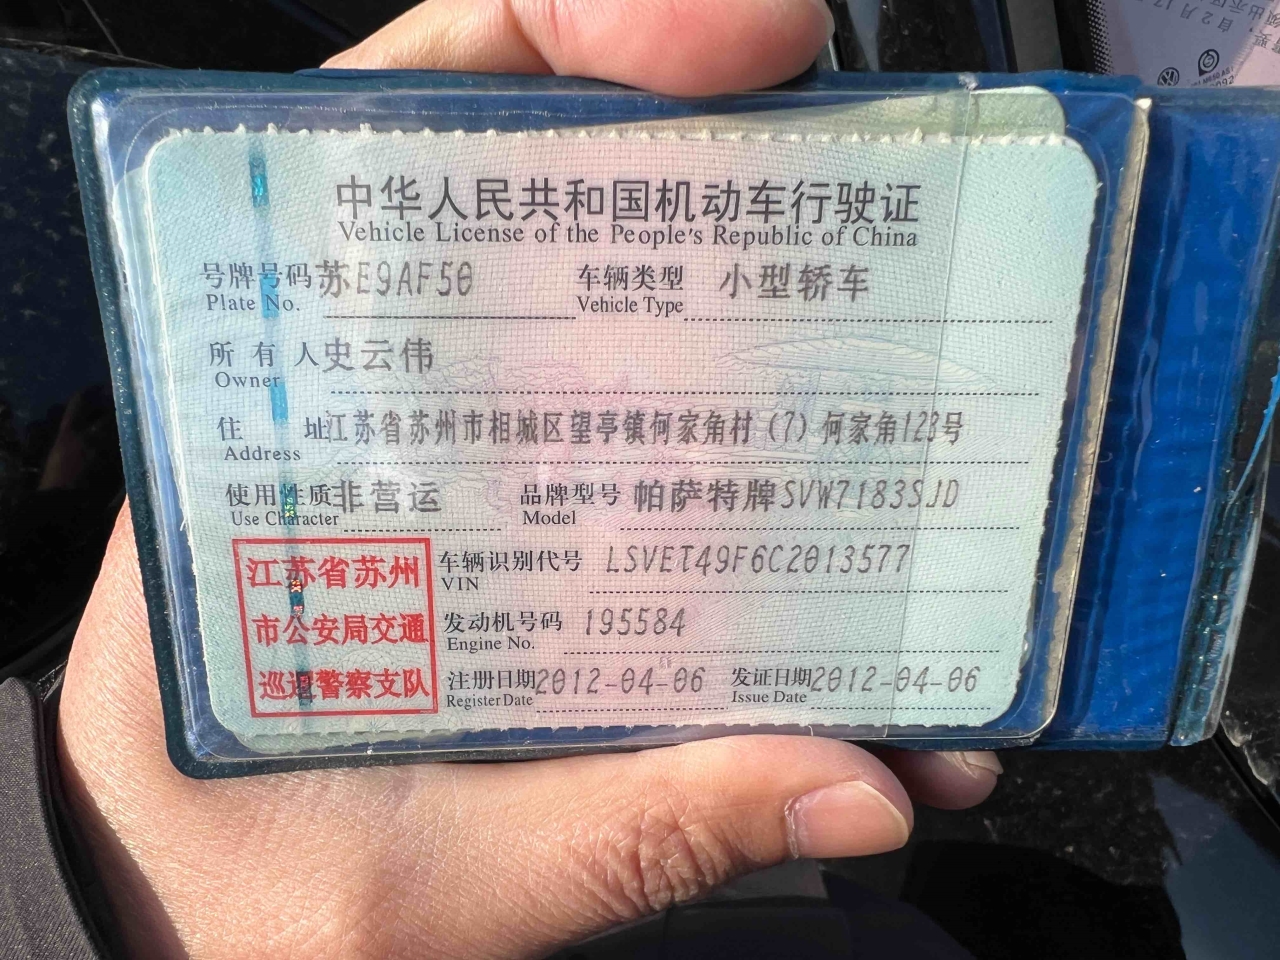 中华人民共和国机动车行驶证
Vehicle License of the People's Republic of China
号牌号码 苏E9AF50 车辆类型 小型轿车
Plate No. Vehicle Type
所有人 史云伟
Owner
住址 江苏省苏州市相城区望亭镇何家角村（7）何家角123号
Address
使用性质 非营运 品牌型号 帕萨特牌SVW7183SJD
Use Character Model
江苏省苏州
市公安局交通
巡逻警察支队
车辆识别代号 LSVET49F6C2013577
VIN
发动机号码 195584
Engine No.
注册日期 2012-04-06 发证日期 2012-04-06
Register Date Issue Date